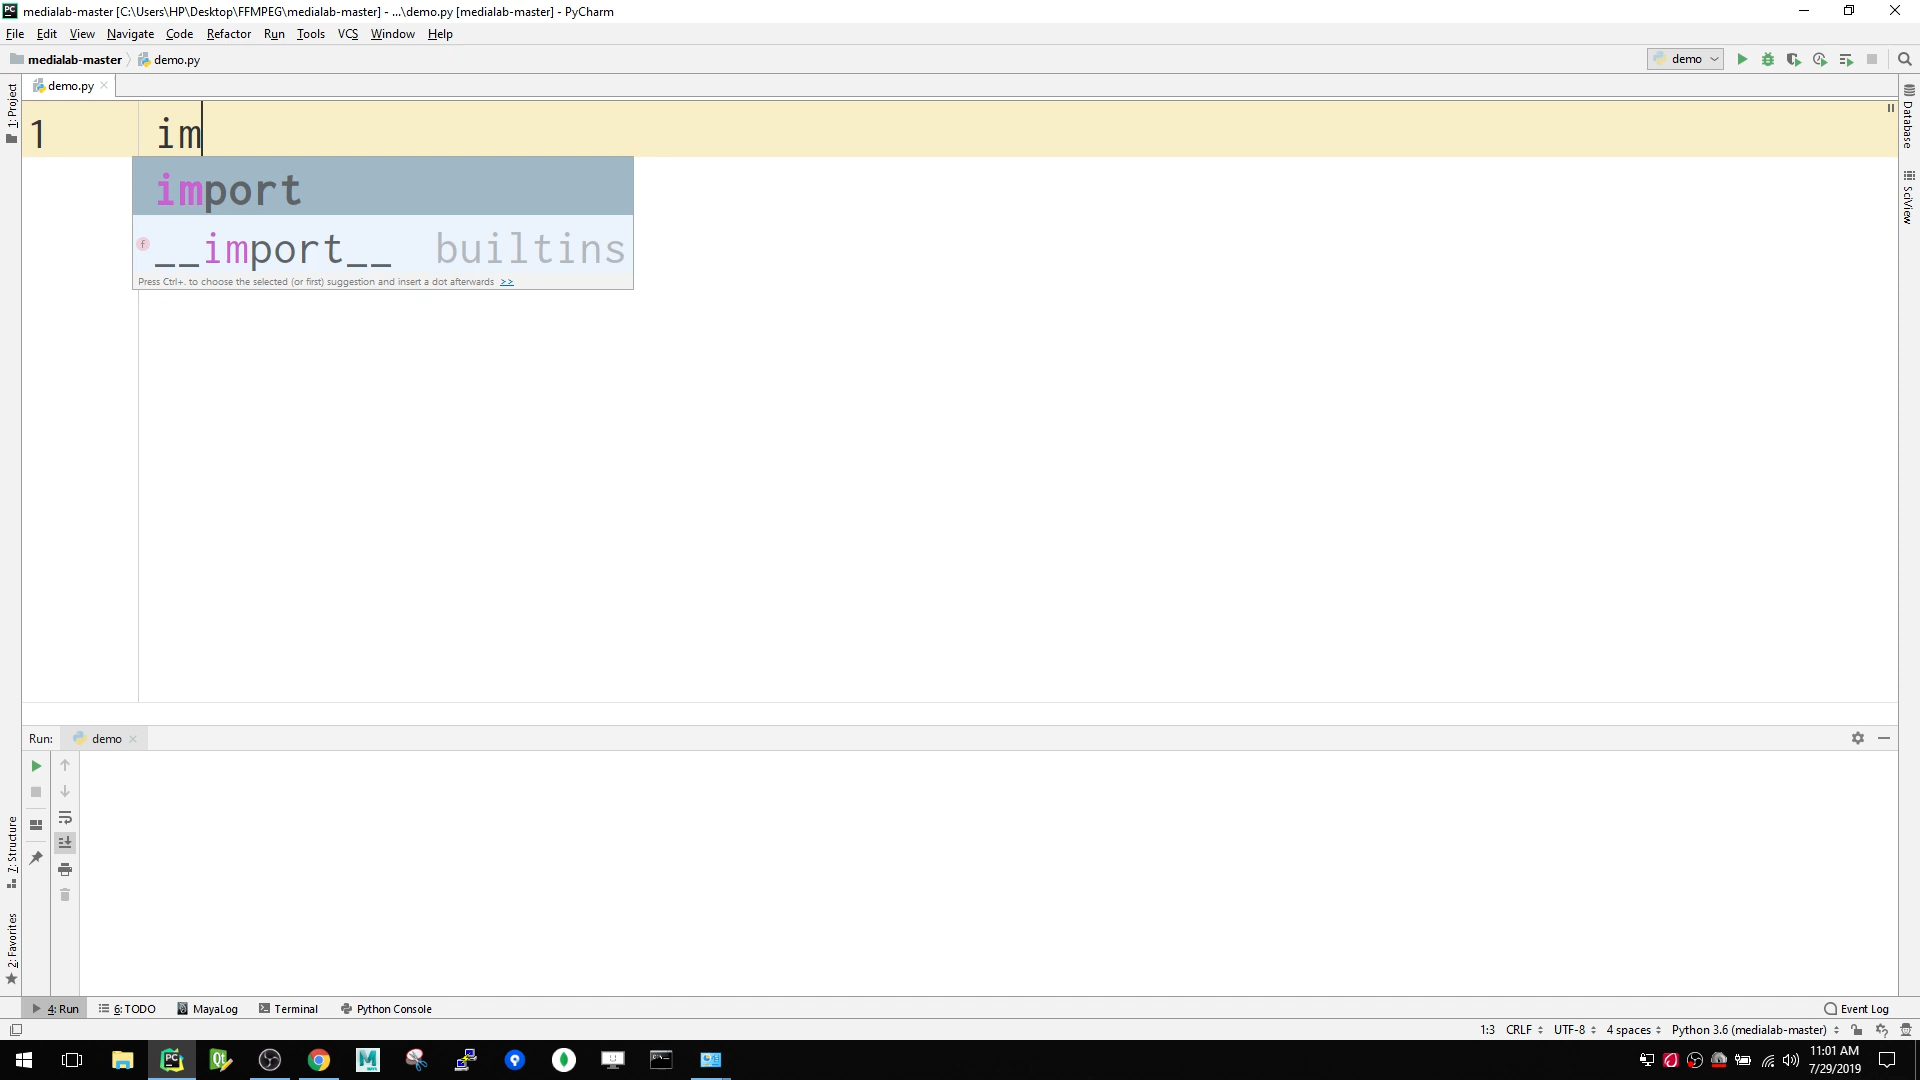 PC medialab-master [C:\Users\HP\Desktop\FFMPEG\medialab-master] - ...\demo.py [medialab-master] - PyCharm
File Edit View Navigate Code Refactor Run Tools VCS Window Help
medialab-master demo.py demo
demo.py
1: Project
Database
SciView
1 im
import
f __import__ builtins
Press Ctrl+. to choose the selected (or first) suggestion and insert a dot afterwards >>
Run: demo
7: Structure
2: Favorites
4: Run 6: TODO MayaLog Terminal Python Console Event Log
1:3 CRLF UTF-8 4 spaces Python 3.6 (medialab-master)
11:01 AM
7/29/2019